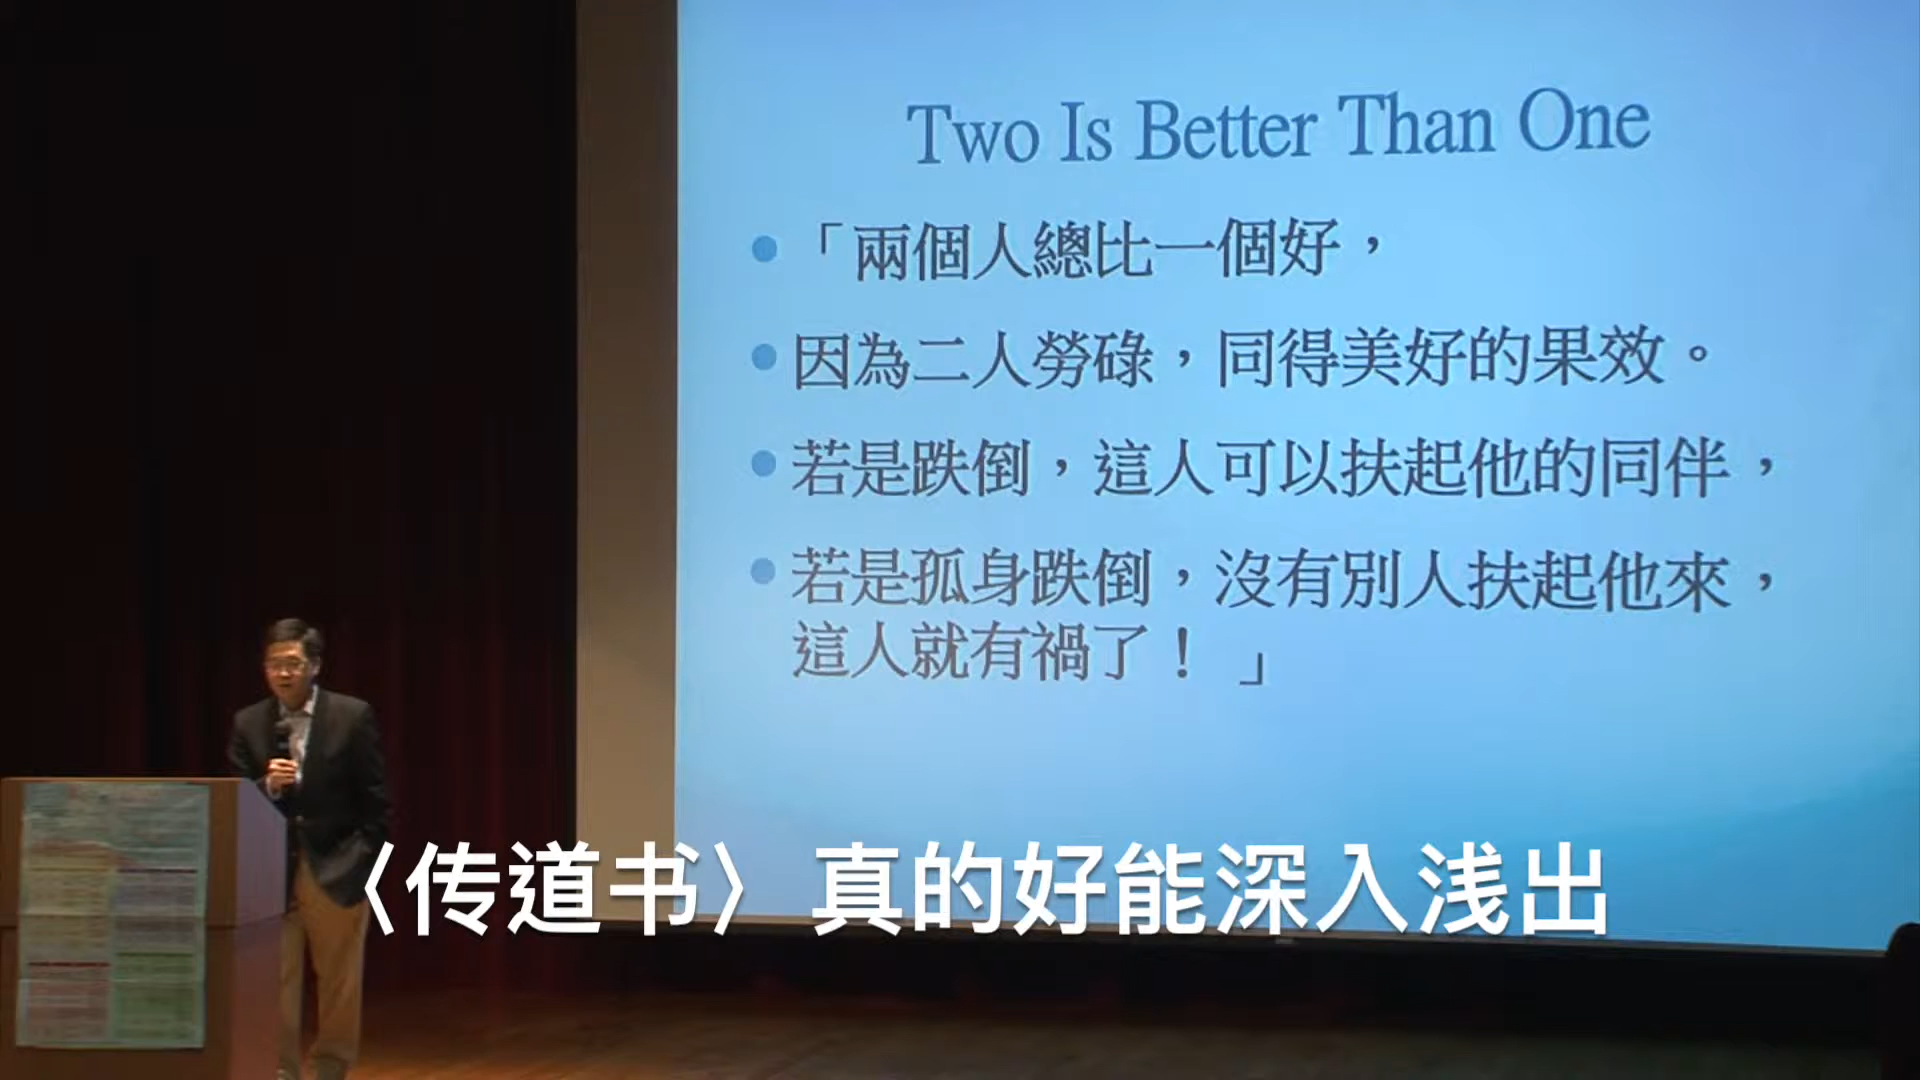 Two Is Better Than One
「兩個人總比一個好，
因為二人勞碌，同得美好的果效。
若是跌倒，這人可以扶起他的同伴，
若是孤身跌倒，沒有別人扶起他來，
這人就有禍了！」
〈传道书〉真的好能深入浅出